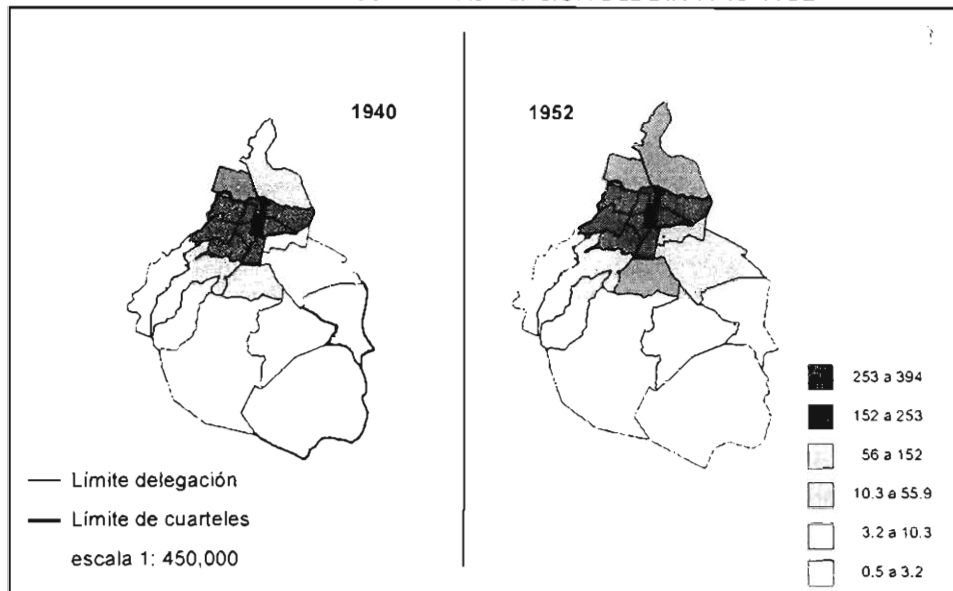 1940
1952
Límite delegación
Límite de cuarteles
escala 1: 450,000
253 a 394
152 a 253
56 a 152
10.3 a 55.9
3.2 a 10.3
0.5 a 3.2